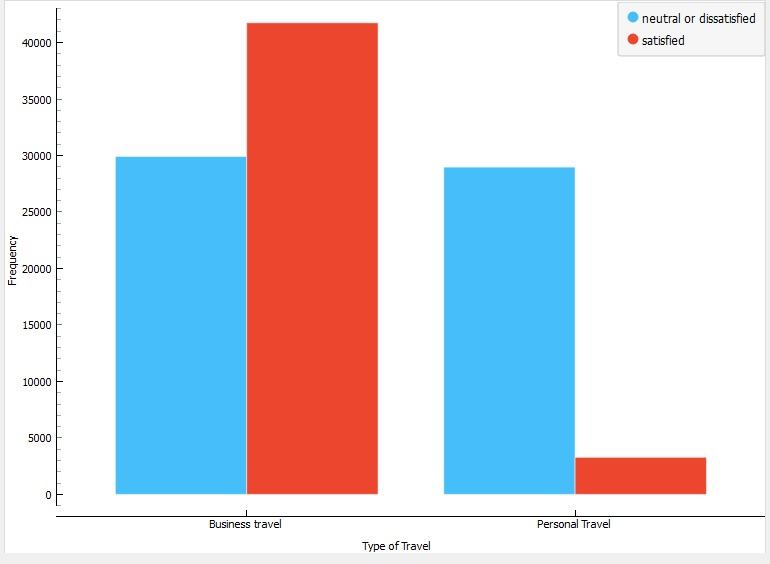 neutral or dissatisfied
satisfied
40000
35000
30000
25000
20000
15000
10000
5000
0
Frequency
Business travel
Personal Travel
Type of Travel